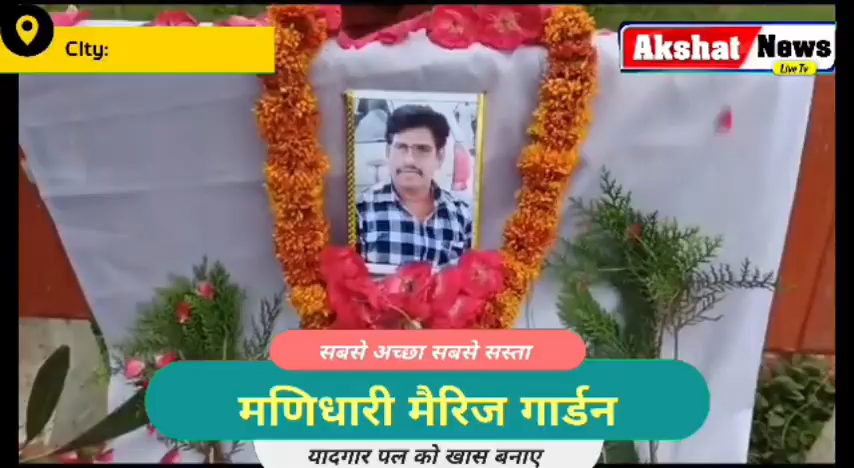 City:
Akshat News
Live Tv
सबसे अच्छा सबसे सस्ता
मणिधारी मैरिज गार्डन
यादगार पल को खास बनाए